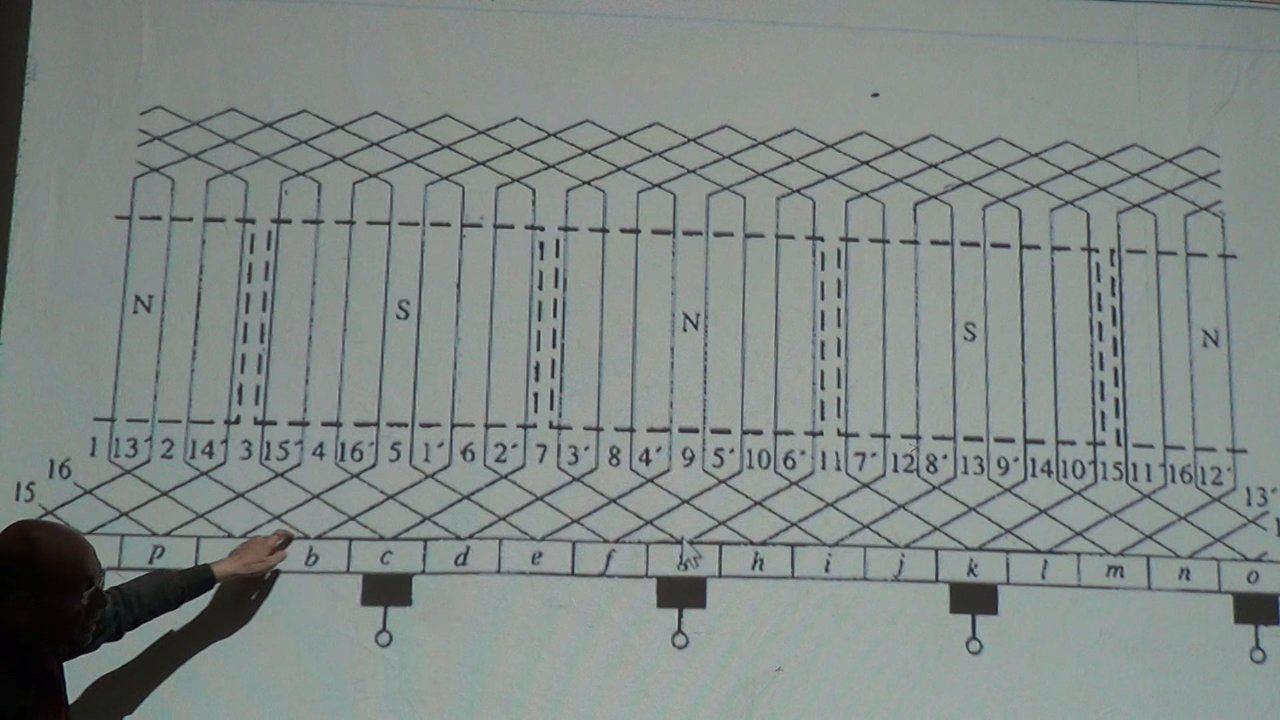 N S N S N
1 13' 2 14' 3 15' 4 16' 5 1' 6 2' 7 3' 8 4' 9 5' 10 6' 11 7' 12 8' 13 9' 14 10' 15 11' 16 12'
16
15 13'
p b c d e f h i j k l m n o